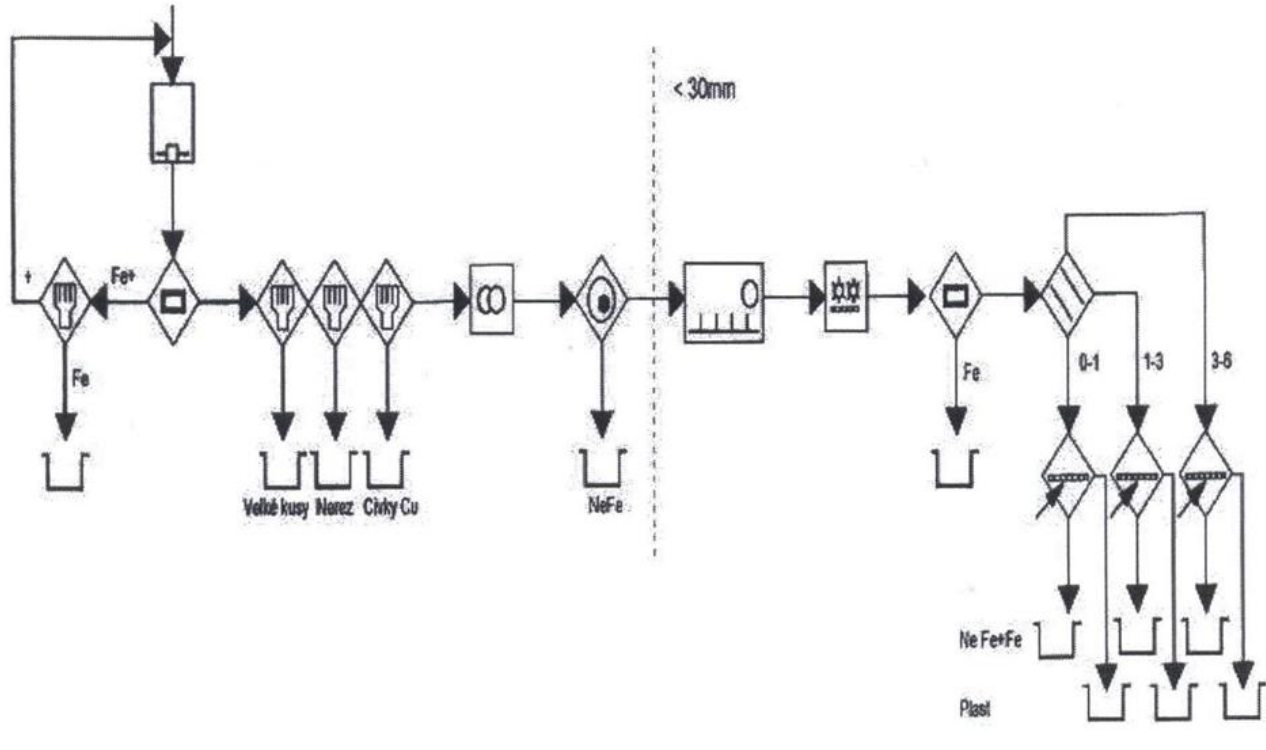 < 30mm
+
Fe+
Fe
Fe
0-1
1-3
3-6
Velké kusy
Nerez
Cívky Cu
NeFe
Ne Fe+Fe
Plast